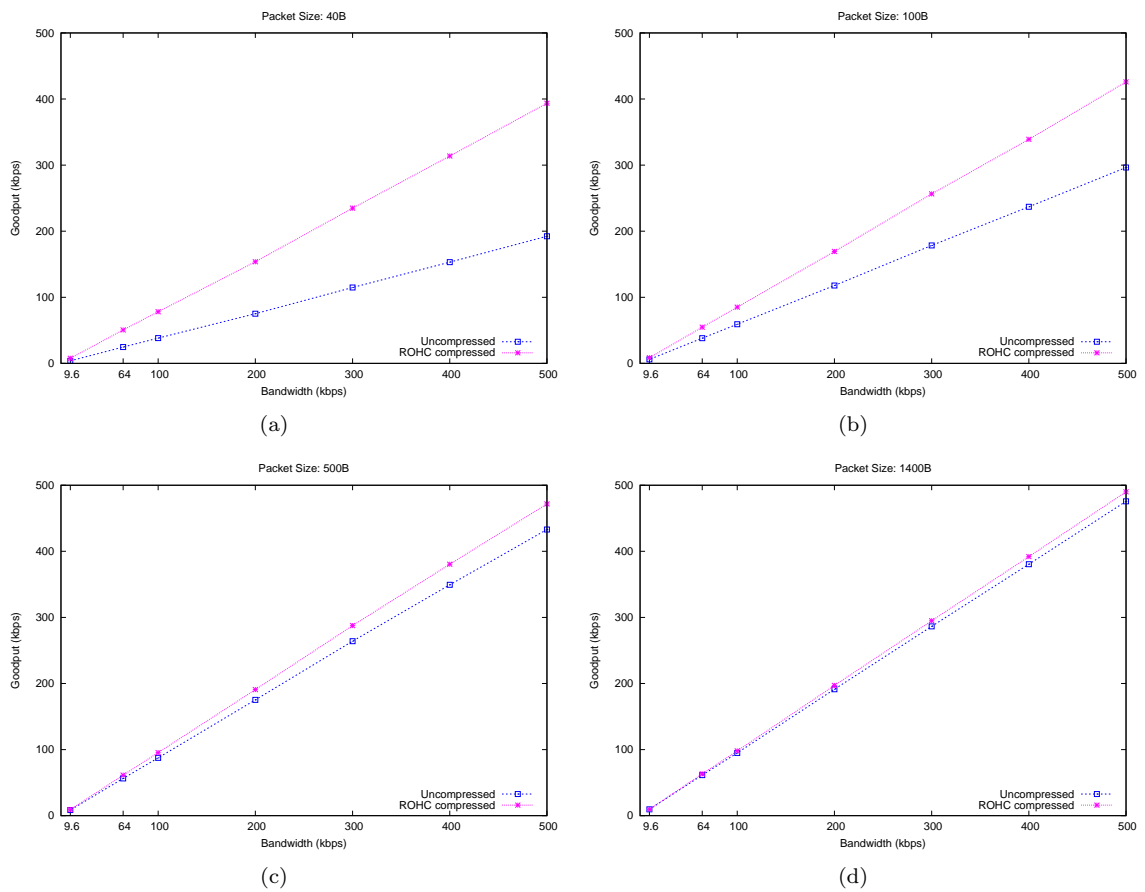 Packet Size: 40B
500
400
300
200
100
0
Goodput (kbps)
Uncompressed
ROHC compressed
9.6 64 100 200 300 400 500
Bandwidth (kbps)
(a)
Packet Size: 100B
500
400
300
200
100
0
Goodput (kbps)
Uncompressed
ROHC compressed
9.6 64 100 200 300 400 500
Bandwidth (kbps)
(b)
Packet Size: 500B
500
400
300
200
100
0
Goodput (kbps)
Uncompressed
ROHC compressed
9.6 64 100 200 300 400 500
Bandwidth (kbps)
(c)
Packet Size: 1400B
500
400
300
200
100
0
Goodput (kbps)
Uncompressed
ROHC compressed
9.6 64 100 200 300 400 500
Bandwidth (kbps)
(d)